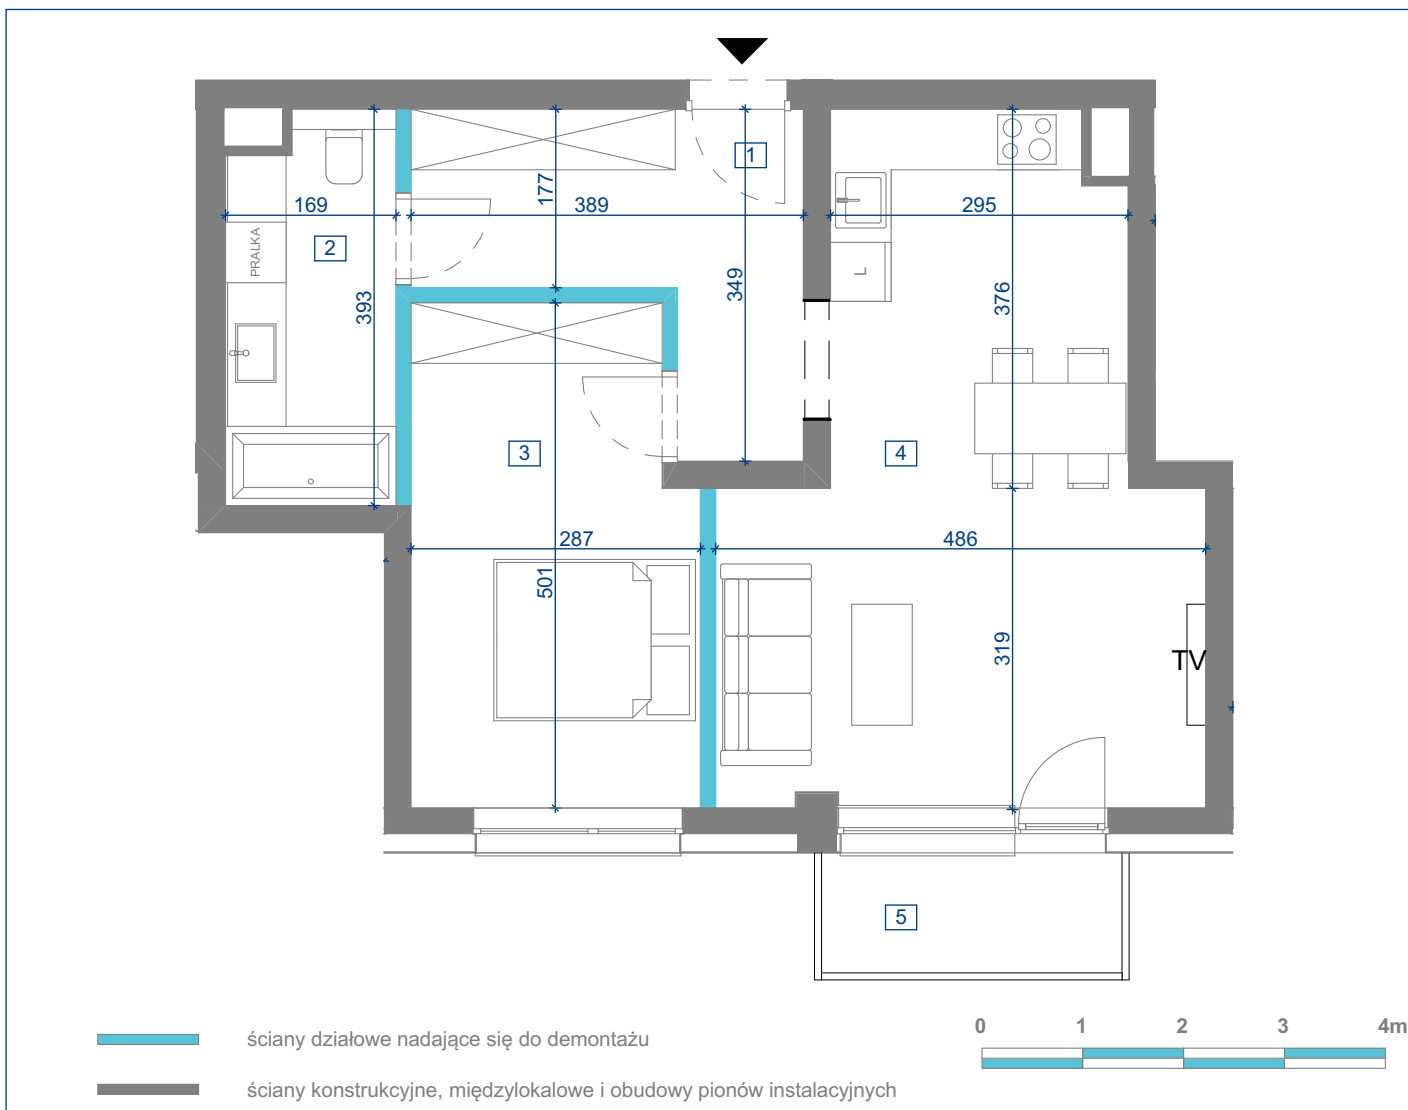 1
177
169
389
295
2
PRALKA
349
L
376
393
3
4
287
486
501
319
TV
5
0 1 2 3 4m
ściany działowe nadające się do demontażu
ściany konstrukcyjne, międzylokalowe i obudowy pionów instalacyjnych